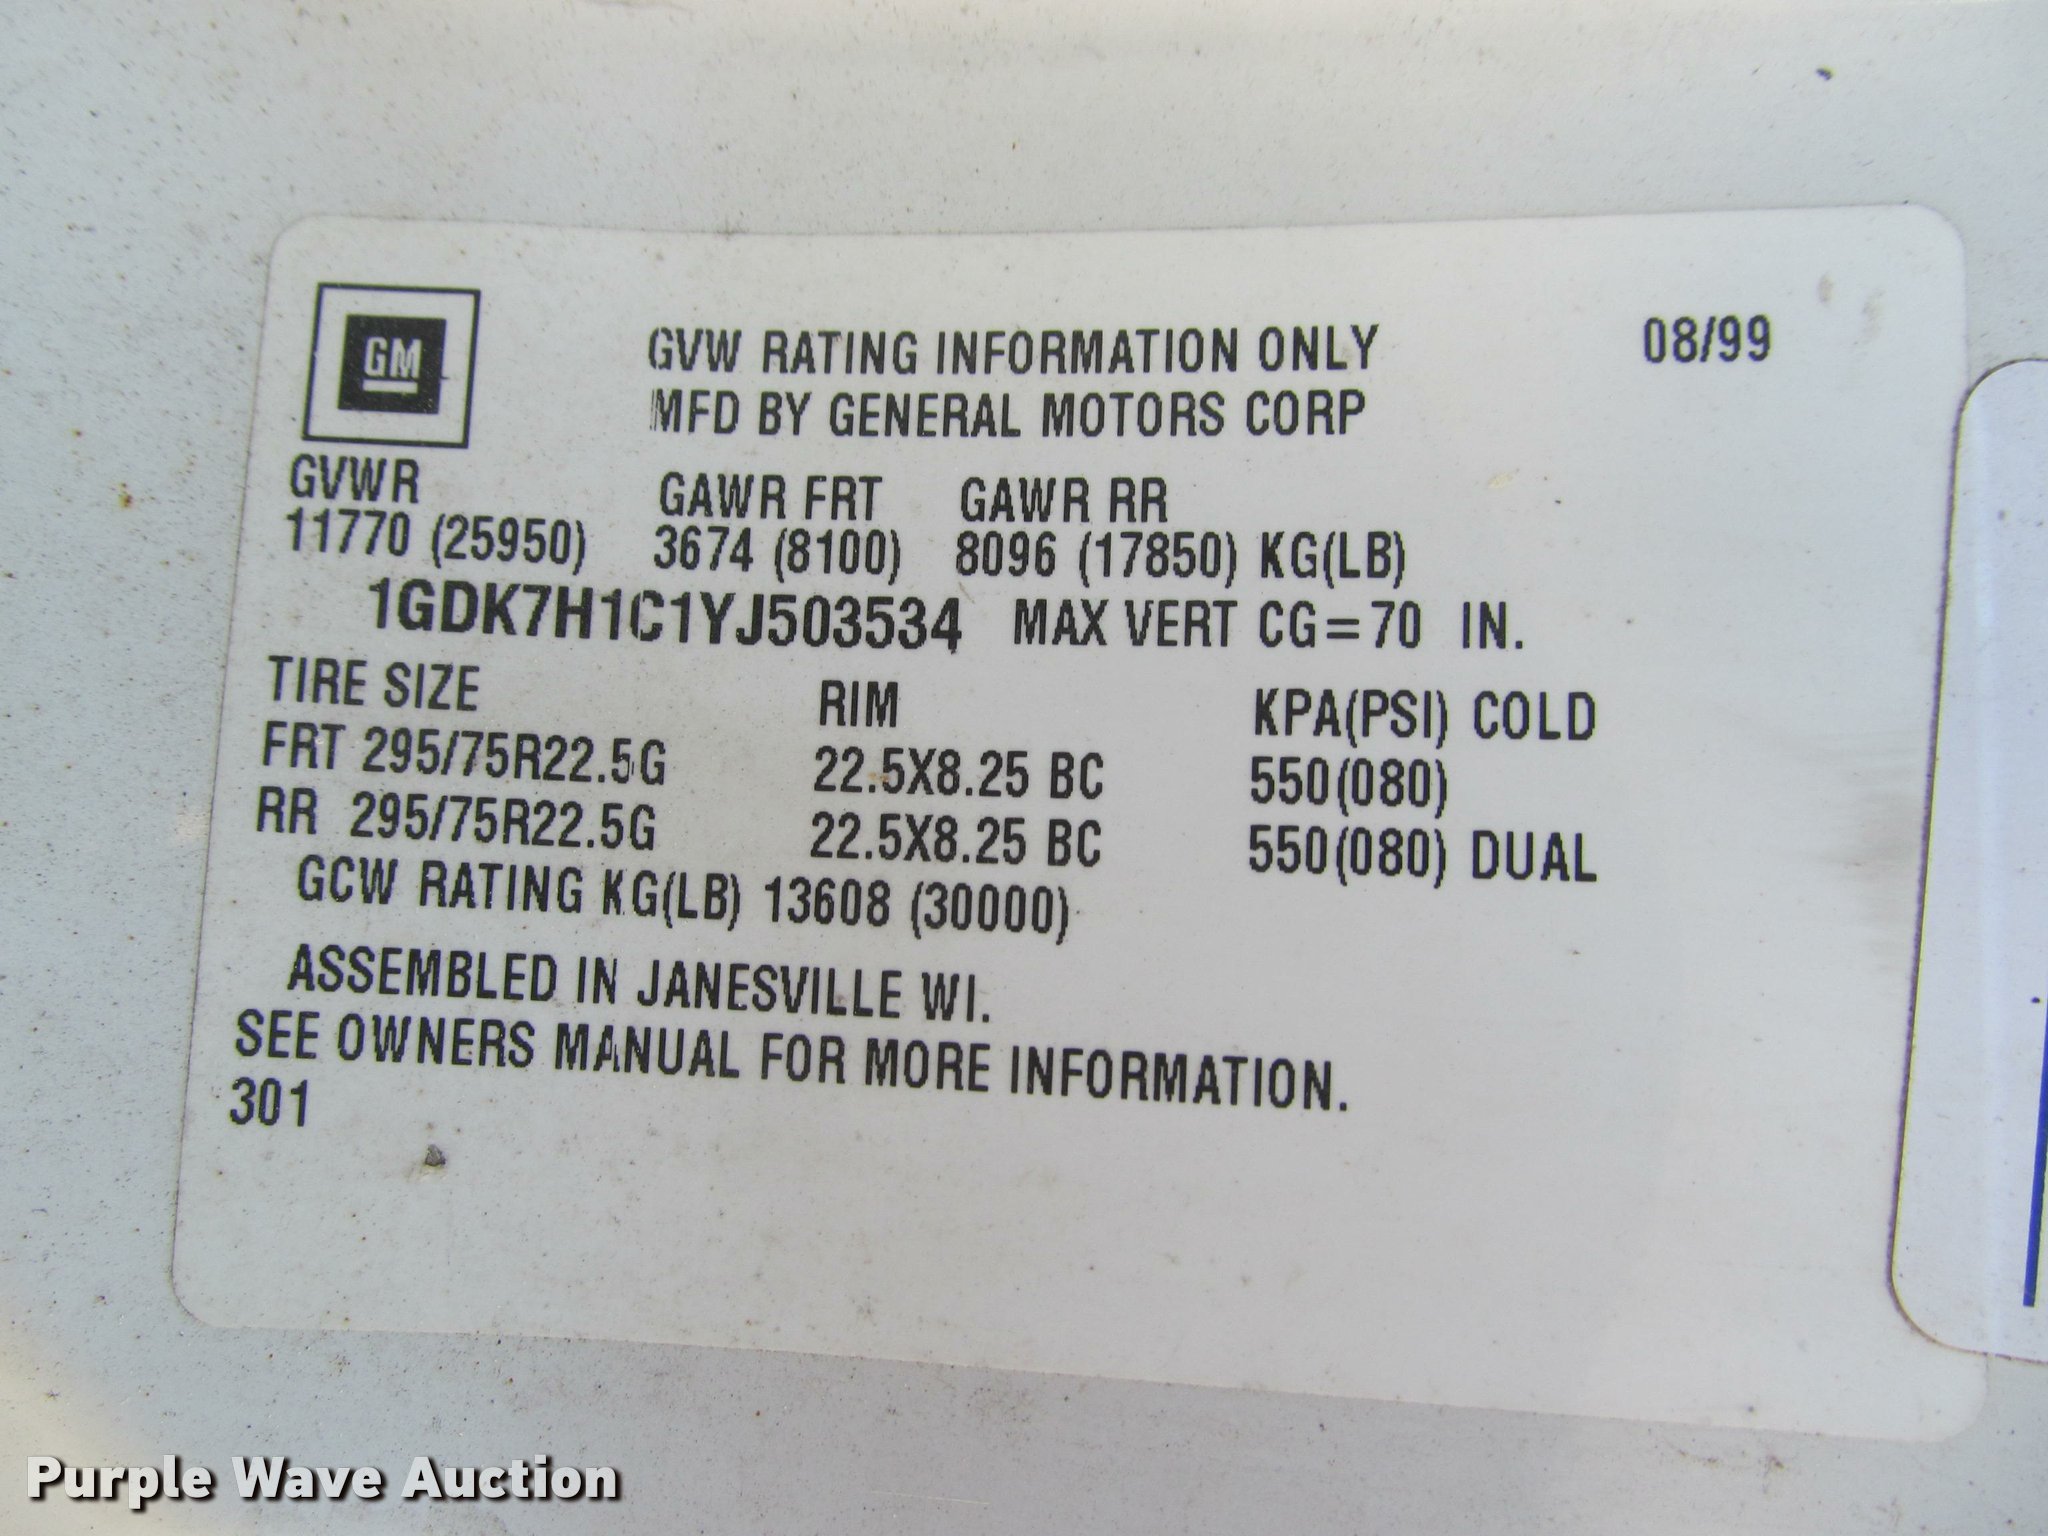 GM
GVW RATING INFORMATION ONLY 08/99
MFD BY GENERAL MOTORS CORP
GVWR GAWR FRT GAWR RR
11770 (25950) 3674 (8100) 8096 (17850) KG(LB)
1GDK7H1C1YJ503534 MAX VERT CG=70 IN.
TIRE SIZE RIM KPA(PSI) COLD
FRT 295/75R22.5G 22.5X8.25 BC 550(080)
RR 295/75R22.5G 22.5X8.25 BC 550(080) DUAL
GCW RATING KG(LB) 13608 (30000)
ASSEMBLED IN JANESVILLE WI.
SEE OWNERS MANUAL FOR MORE INFORMATION.
301
Purple Wave Auction